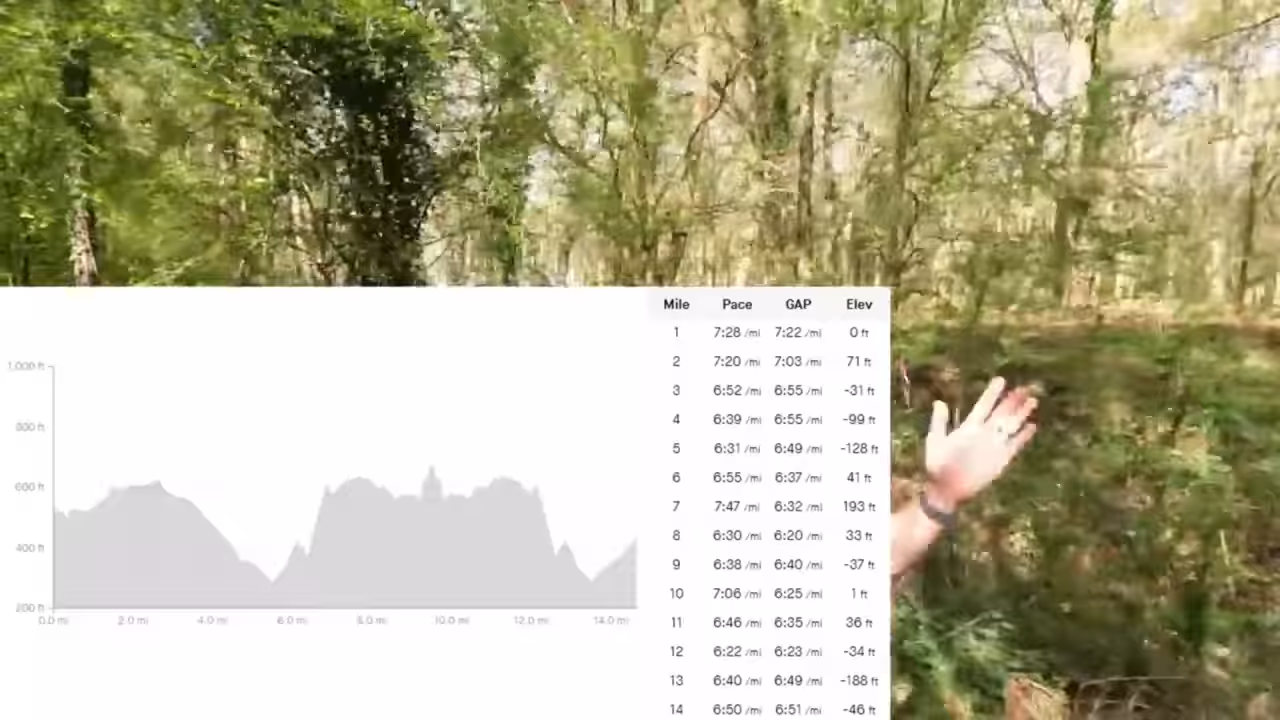 Mile Pace GAP Elev
1 7:28 /mi 7:22 /mi 0 ft
2 7:20 /mi 7:03 /mi 71 ft
3 6:52 /mi 6:55 /mi -31 ft
4 6:39 /mi 6:55 /mi -99 ft
5 6:31 /mi 6:49 /mi -128 ft
6 6:55 /mi 6:37 /mi 41 ft
7 7:47 /mi 6:32 /mi 193 ft
8 6:30 /mi 6:20 /mi 33 ft
9 6:38 /mi 6:40 /mi -37 ft
10 7:06 /mi 6:25 /mi 1 ft
11 6:46 /mi 6:35 /mi 36 ft
12 6:22 /mi 6:23 /mi -34 ft
13 6:40 /mi 6:49 /mi -188 ft
14 6:50 /mi 6:51 /mi -46 ft
1,000 ft
800 ft
600 ft
400 ft
200 ft
0.0 mi 2.0 mi 4.0 mi 6.0 mi 8.0 mi 10.0 mi 12.0 mi 14.0 mi